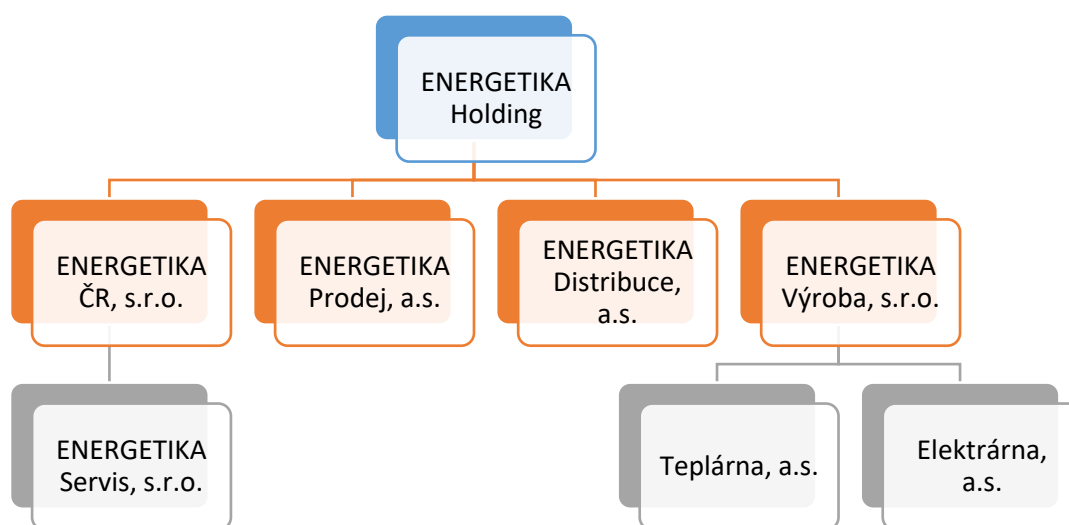 ENERGETIKA
Holding
ENERGETIKA
ČR, s.r.o.
ENERGETIKA
Prodej, a.s.
ENERGETIKA
Distribuce,
a.s.
ENERGETIKA
Výroba, s.r.o.
ENERGETIKA
Servis, s.r.o.
Teplárna, a.s.
Elektrárna,
a.s.